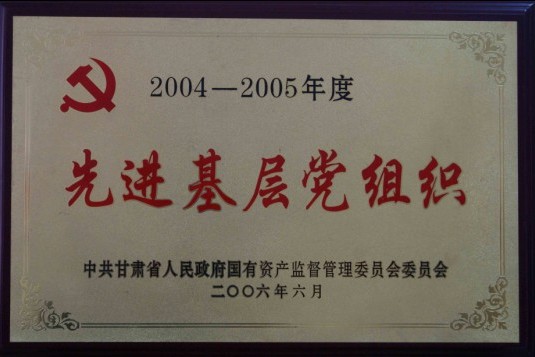 2004—2005年度
先进基层党组织
中共甘肃省人民政府国有资产监督管理委员会委员会
二〇〇六年六月